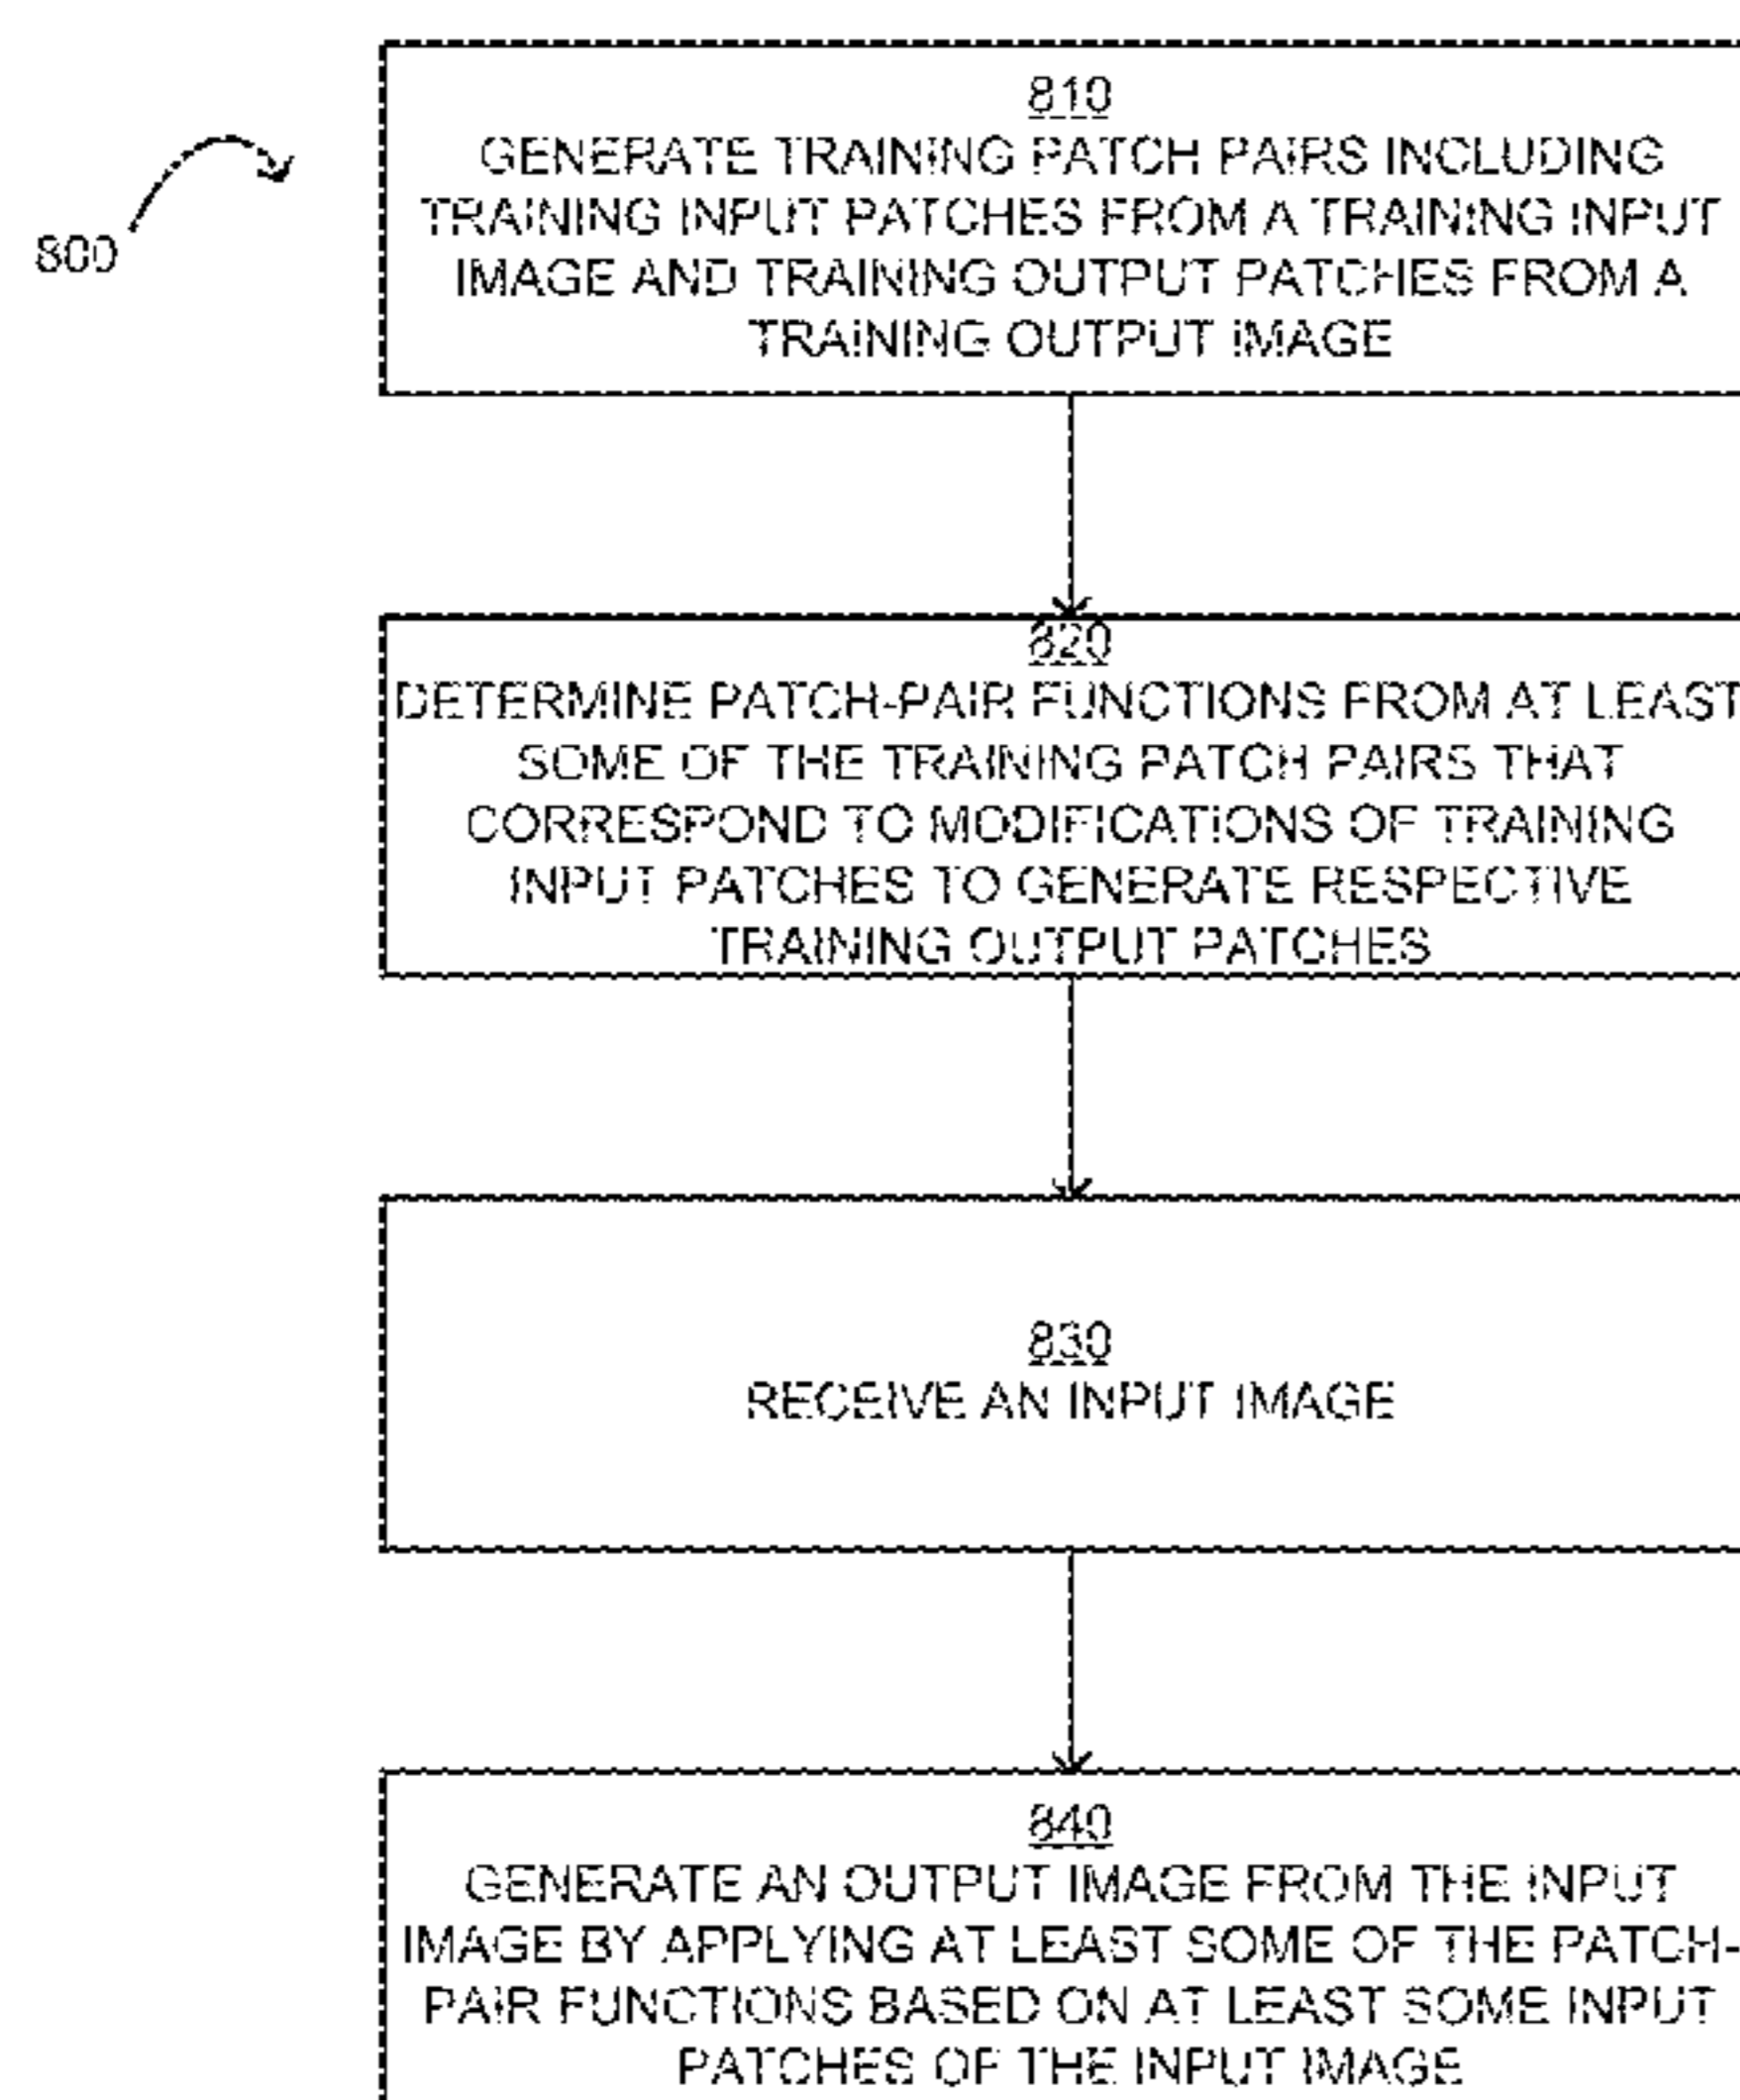 800
810
GENERATE TRAINING PATCH PAIRS INCLUDING
TRAINING INPUT PATCHES FROM A TRAINING INPUT
IMAGE AND TRAINING OUTPUT PATCHES FROM A
TRAINING OUTPUT IMAGE
820
DETERMINE PATCH-PAIR FUNCTIONS FROM AT LEAST
SOME OF THE TRAINING PATCH PAIRS THAT
CORRESPOND TO MODIFICATIONS OF TRAINING
INPUT PATCHES TO GENERATE RESPECTIVE
TRAINING OUTPUT PATCHES
830
RECEIVE AN INPUT IMAGE
840
GENERATE AN OUTPUT IMAGE FROM THE INPUT
IMAGE BY APPLYING AT LEAST SOME OF THE PATCH-
PAIR FUNCTIONS BASED ON AT LEAST SOME INPUT
PATCHES OF THE INPUT IMAGE